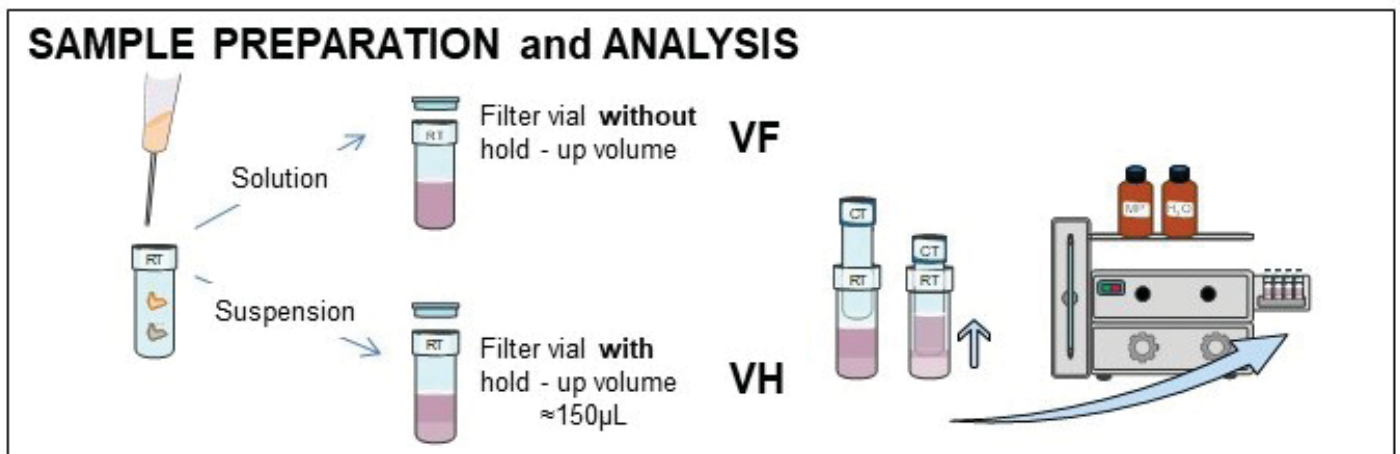 SAMPLE PREPARATION and ANALYSIS
RT
Solution
Suspension
RT
Filter vial without
hold - up volume
VF
RT
Filter vial with
hold - up volume
≈150µL
VH
CT
RT
CT
RT
MP
H₂O